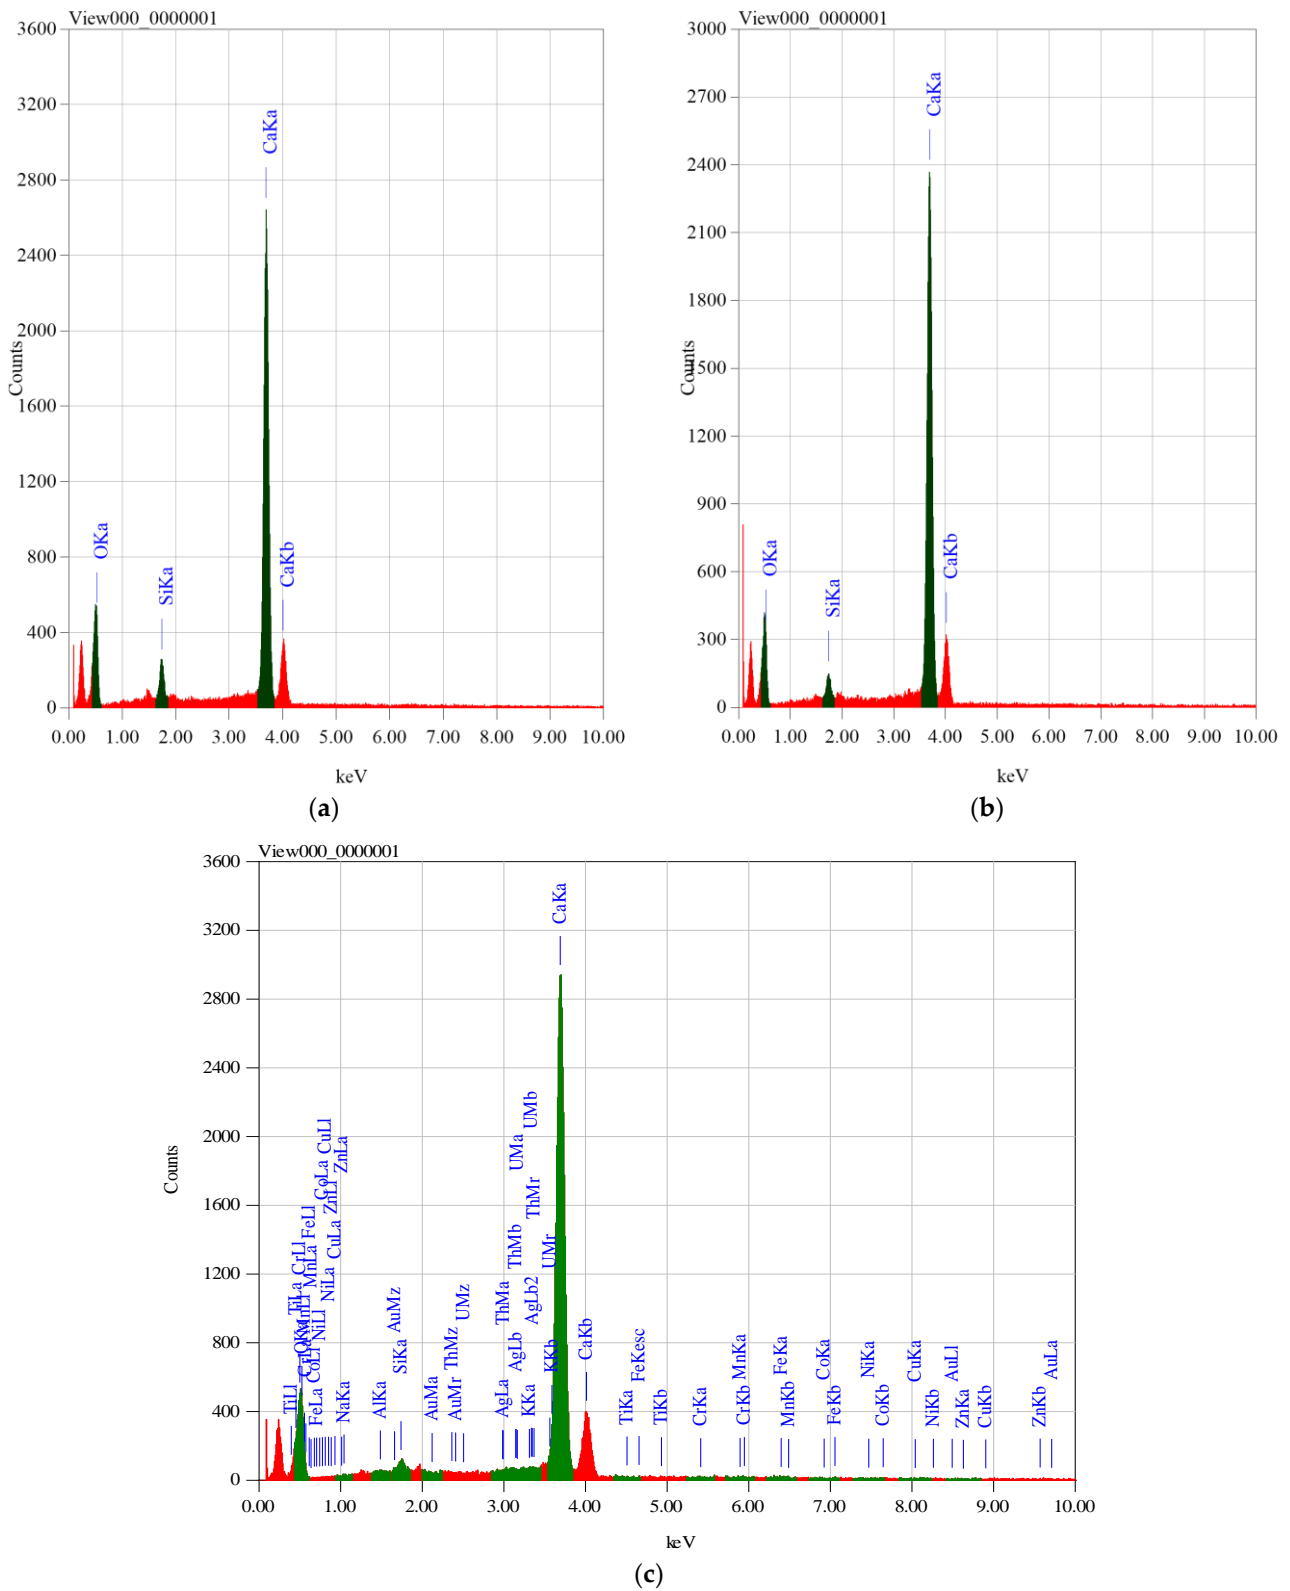 View000_0000001
3600
3200
2800
2400
2000
1600
1200
800
400
0
Counts
OKa
SiKa
CaKa
CaKb
0.00 1.00 2.00 3.00 4.00 5.00 6.00 7.00 8.00 9.00 10.00
keV
(a)
View000_0000001
3000
2700
2400
2100
1800
1500
1200
900
600
300
0
Counts
OKa
SiKa
CaKa
CaKb
0.00 1.00 2.00 3.00 4.00 5.00 6.00 7.00 8.00 9.00 10.00
keV
(b)
View000_0000001
3600
3200
2800
2400
2000
1600
1200
800
400
0
Counts
TiLl
TiLa
OKa
CrLl
CrLa
MnLl
MnLa
FeLl
FeLa
CoLl
CoLa
NiLl
NiLa
CuLl
CuLa
ZnLl
ZnLa
NaKa
AlKa
AuMz
SiKa
AuMa
ThMz
AuMr
UMz
ThMa
AgLa
ThMb
AgLb
UMa
KKa
AgLb2
ThMr
UMb
UMr
KKb
CaKa
CaKb
TiKa
FeKesc
TiKb
CrKa
MnKa
CrKb
FeKa
MnKb
CoKa
FeKb
NiKa
CoKb
CuKa
NiKb
AuLl
ZnKa
CuKb
ZnKb
AuLa
0.00 1.00 2.00 3.00 4.00 5.00 6.00 7.00 8.00 9.00 10.00
keV
(c)